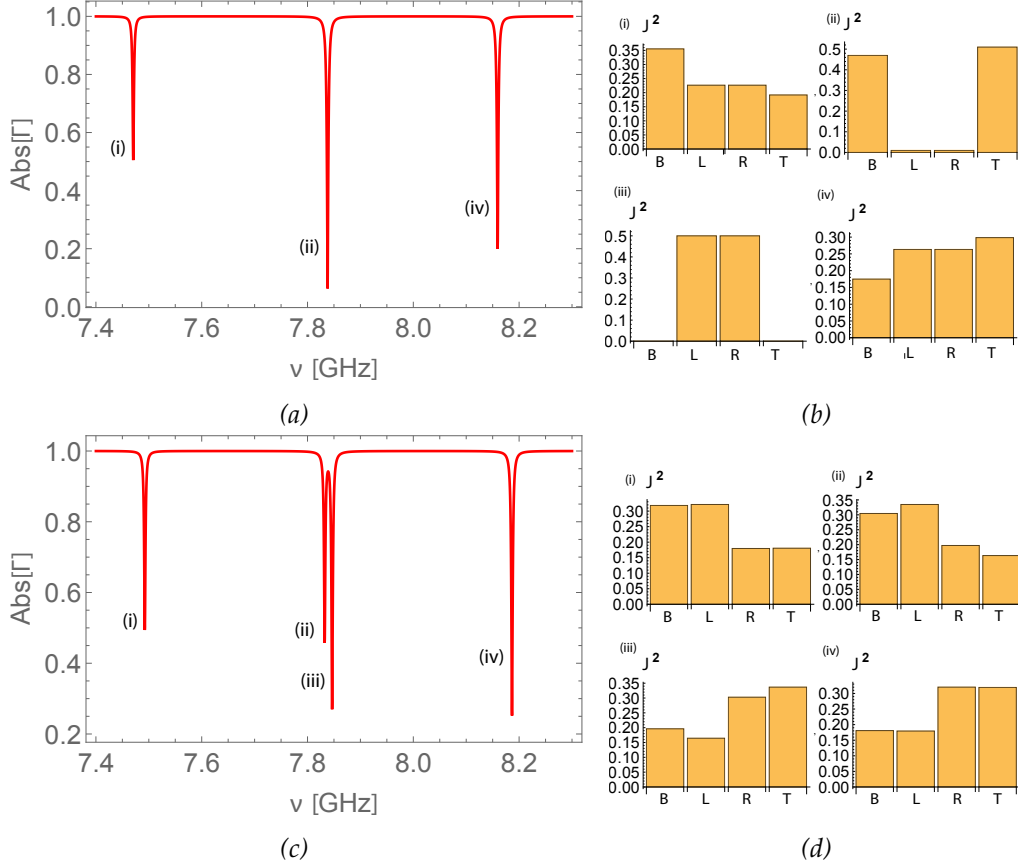 1.0
0.8
0.6
0.4
0.2
0.0
Abs[Γ]
(i)
(ii)
(iv)
7.4 7.6 7.8 8.0 8.2
ν [GHz]
(a)
(i) J²
0.35
0.30
0.25
0.20
0.15
0.10
0.05
0.00
B L R T
(ii) J²
0.5
0.4
0.3
0.2
0.1
0.0
B L R T
(iii) J²
0.5
0.4
0.3
0.2
0.1
0.0
B L R T
(iv) J²
0.30
0.25
0.20
0.15
0.10
0.05
0.00
B L R T
(b)
1.0
0.8
0.6
0.4
0.2
Abs[Γ]
(i)
(ii)
(iii)
(iv)
7.4 7.6 7.8 8.0 8.2
ν [GHz]
(c)
(i) J²
0.30
0.25
0.20
0.15
0.10
0.05
0.00
B L R T
(ii) J²
0.35
0.30
0.25
0.20
0.15
0.10
0.05
0.00
B L R T
(iii) J²
0.35
0.30
0.25
0.20
0.15
0.10
0.05
0.00
B L R T
(iv) J²
0.30
0.25
0.20
0.15
0.10
0.05
0.00
B L R T
(d)